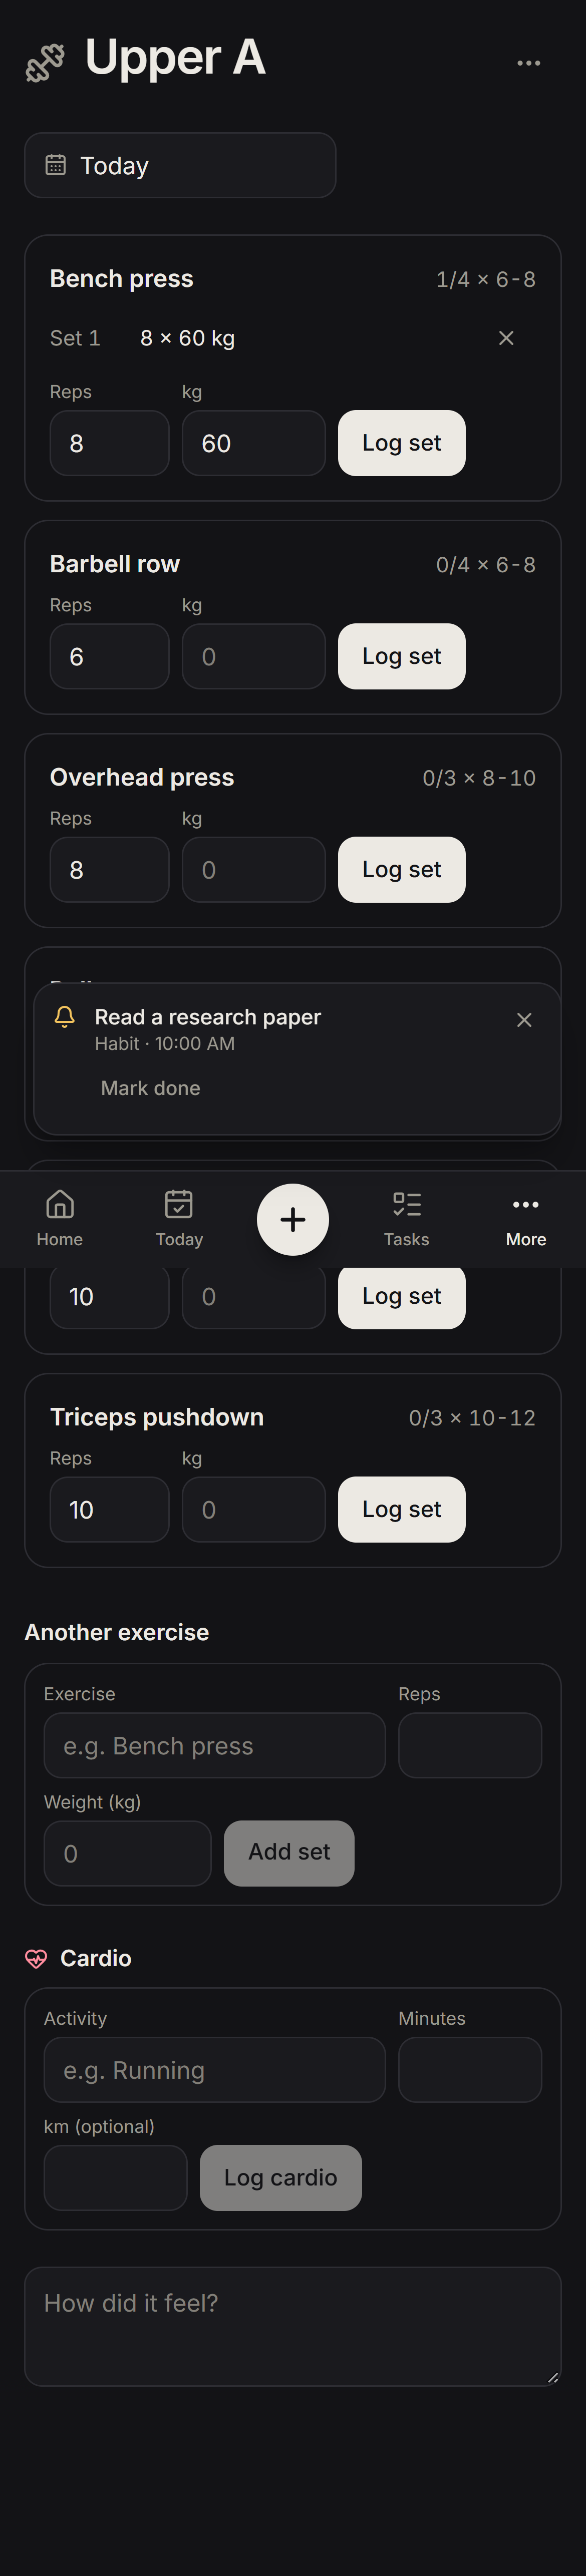 Upper A
Today
Bench press 1/4 × 6-8
Set 1 8 × 60 kg
Reps kg
8 60 Log set
Barbell row 0/4 × 6-8
Reps kg
6 0 Log set
Overhead press 0/3 × 8-10
Reps kg
8 0 Log set
Read a research paper
Habit · 10:00 AM
Mark done
Home Today Tasks More
10 0 Log set
Triceps pushdown 0/3 × 10-12
Reps kg
10 0 Log set
Another exercise
Exercise Reps
e.g. Bench press
Weight (kg)
0 Add set
Cardio
Activity Minutes
e.g. Running
km (optional)
Log cardio
How did it feel?